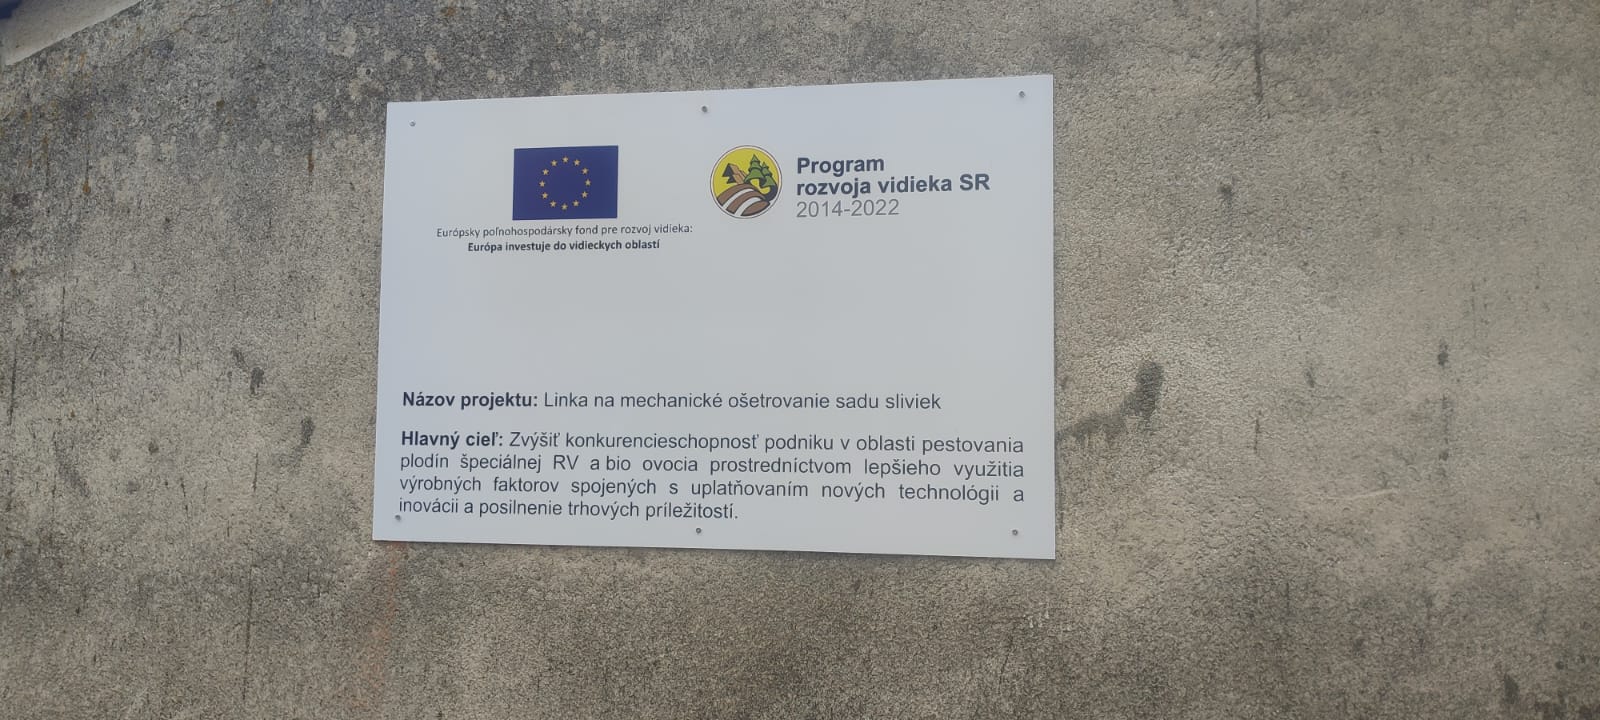 Európsky poľnohospodársky fond pre rozvoj vidieka:
Európa investuje do vidieckych oblastí
Program
rozvoja vidieka SR
2014-2022
Názov projektu: Linka na mechanické ošetrovanie sadu sliviek
Hlavný cieľ: Zvýšiť konkurencieschopnosť podniku v oblasti pestovania
plodín špeciálnej RV a bio ovocia prostredníctvom lepšieho využitia
výrobných faktorov spojených s uplatňovaním nových technológii a
inovácii a posilnenie trhových príležitostí.